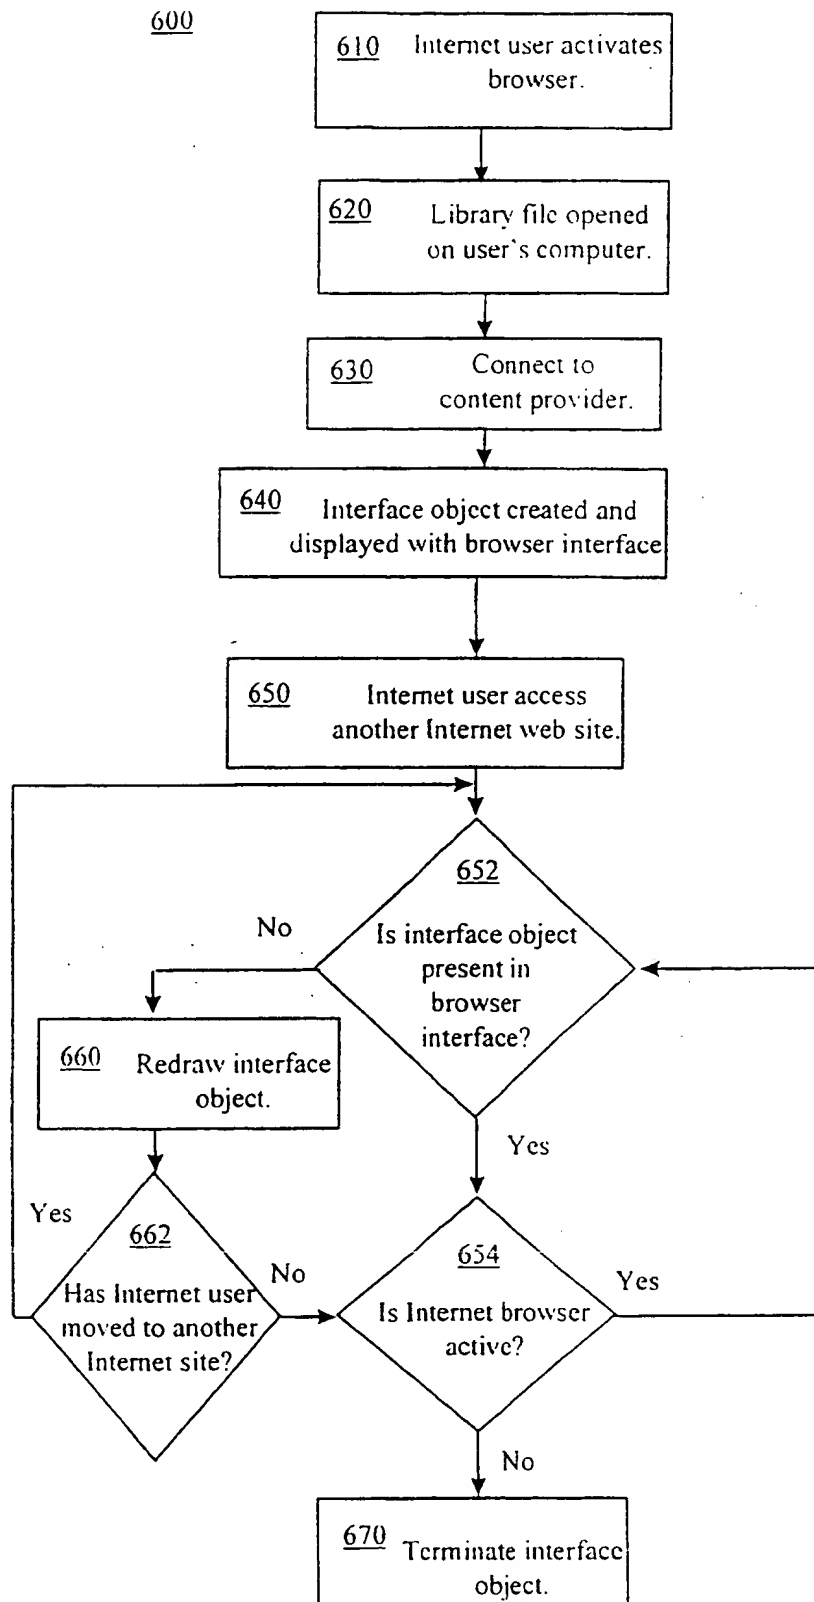 600
610 Internet user activates
browser.
620 Library file opened
on user's computer.
630 Connect to
content provider.
640 Interface object created and
displayed with browser interface
650 Internet user access
another Internet web site.
652
No
Is interface object
present in
browser
interface?
660 Redraw interface
object.
Yes
Yes
662
No
Has Internet user
moved to another
Internet site?
654
Yes
Is Internet browser
active?
No
670 Terminate interface
object.